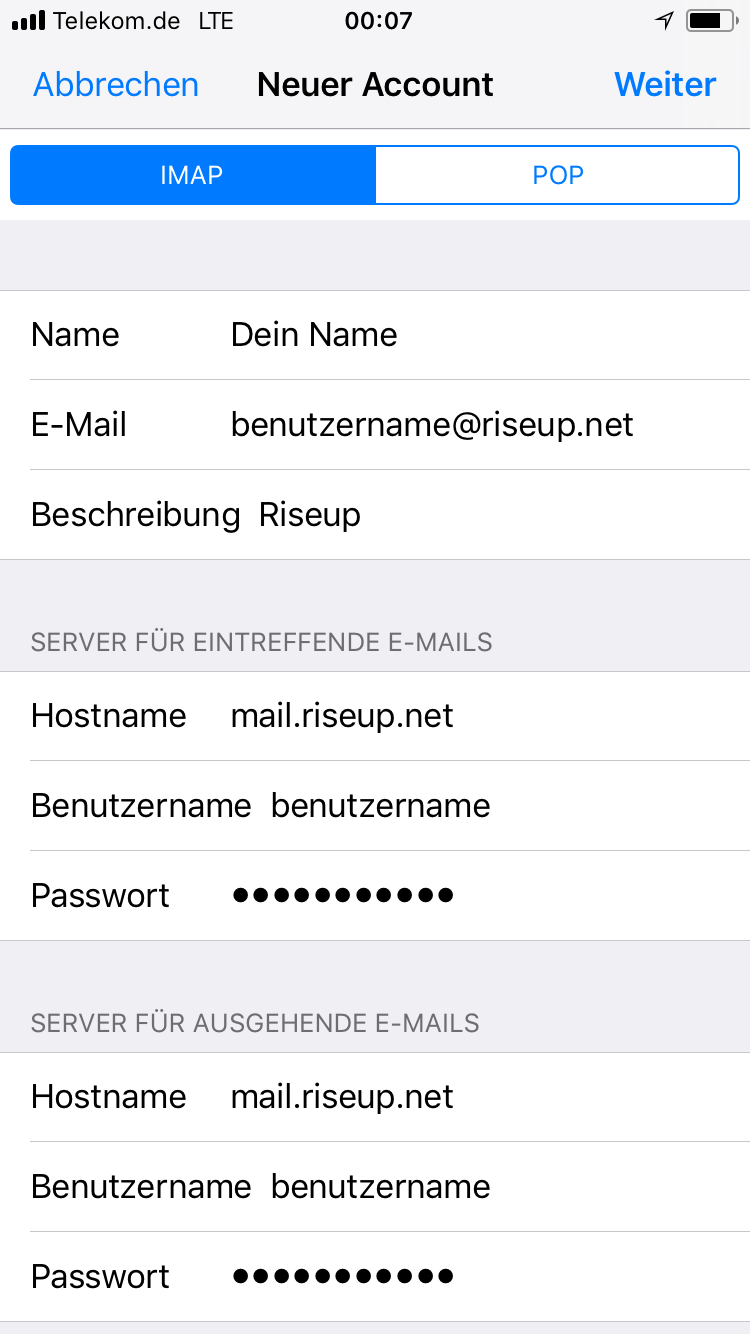 Telekom.de LTE 00:07
Abbrechen Neuer Account Weiter
IMAP POP
Name Dein Name
E-Mail benutzername@riseup.net
Beschreibung Riseup
SERVER FÜR EINTREFFENDE E-MAILS
Hostname mail.riseup.net
Benutzername benutzername
Passwort ●●●●●●●●●●●
SERVER FÜR AUSGEHENDE E-MAILS
Hostname mail.riseup.net
Benutzername benutzername
Passwort ●●●●●●●●●●●